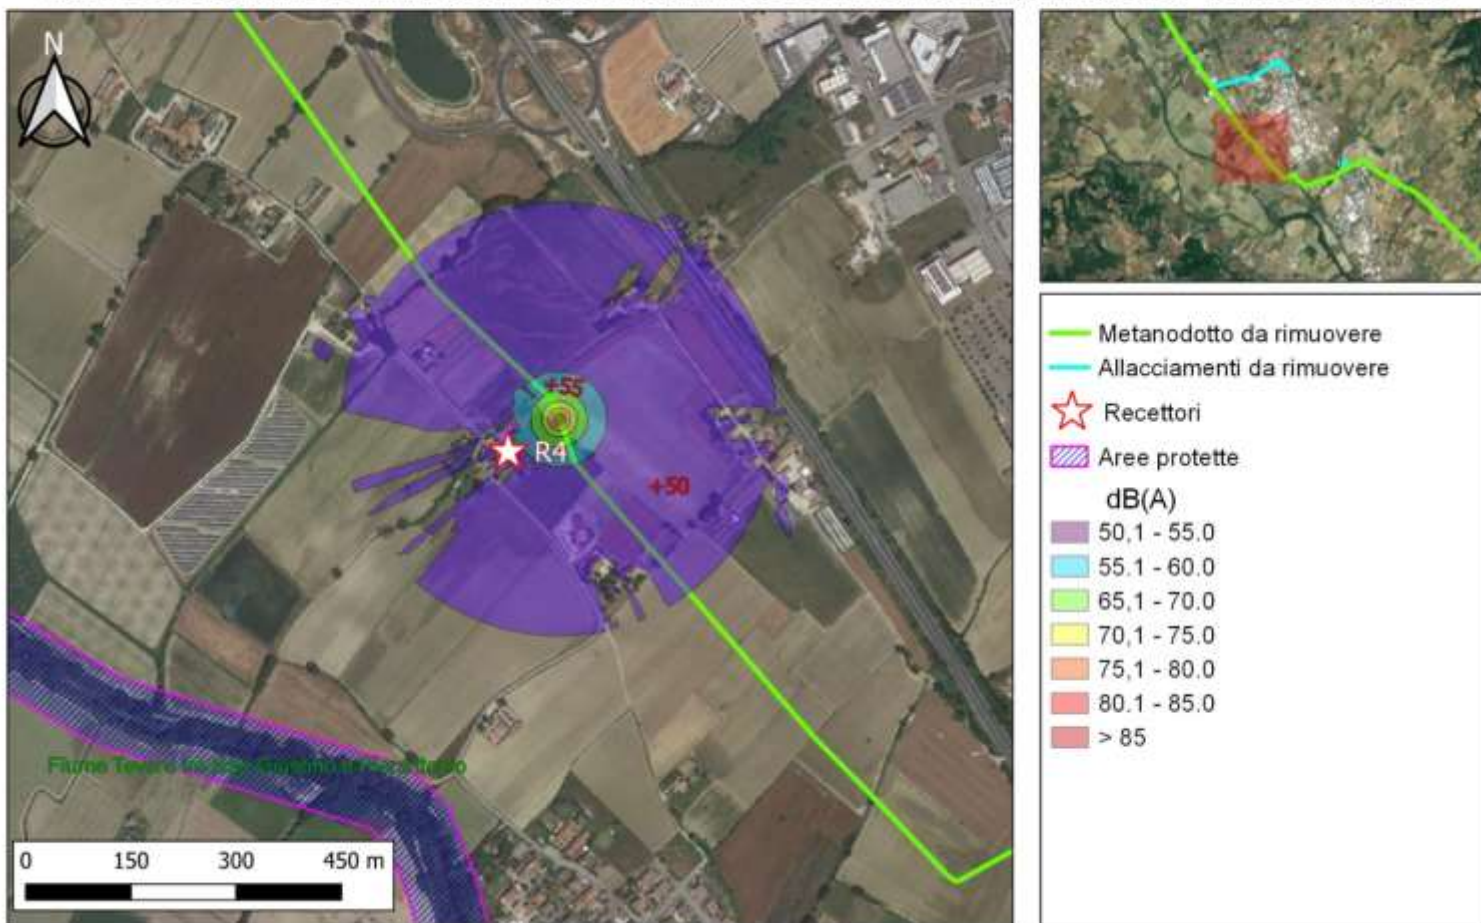 N
+55
R4
+50
Fiume Tevere
0 150 300 450 m
Metanodotto da rimuovere
Allacciamenti da rimuovere
Recettori
Aree protette
dB(A)
50,1 - 55.0
55.1 - 60.0
65,1 - 70.0
70,1 - 75.0
75,1 - 80.0
80.1 - 85.0
> 85